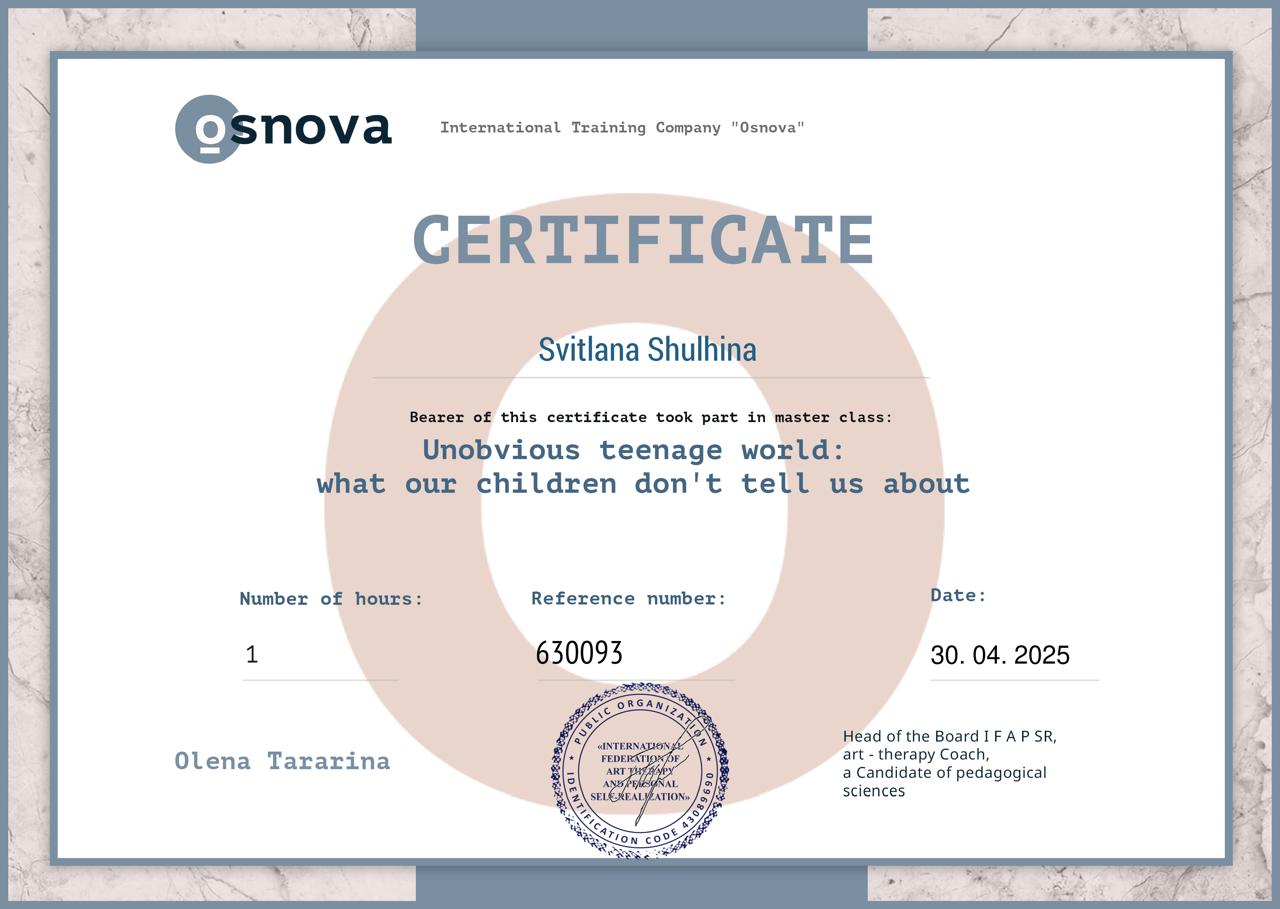 osnova
International Training Company "Osnova"
CERTIFICATE
Svitlana Shulhina
Bearer of this certificate took part in master class:
Unobvious teenage world:
what our children don't tell us about
Number of hours:
Reference number:
Date:
1
630093
30. 04. 2025
Olena Tararina
PUBLIC ORGANIZATION
«INTERNATIONAL
FEDERATION OF
ART THERAPY
AND PERSONAL
SELF-REALIZATION»
IDENTIFICATION CODE 43089690
Head of the Board I F A P SR,
art - therapy Coach,
a Candidate of pedagogical
sciences